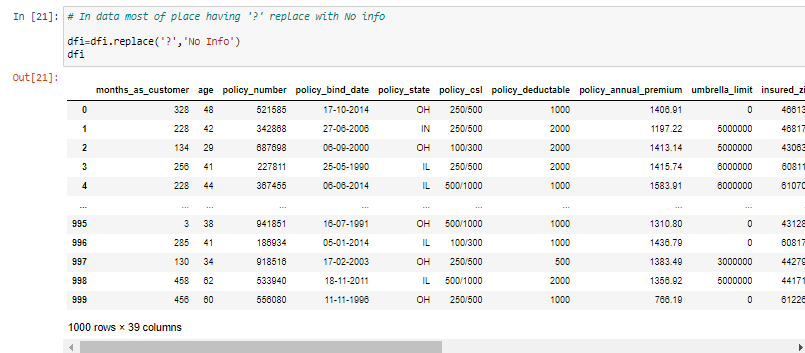 In [21]: # In data most of place having '?' replace with No info
dfi=dfi.replace('?','No Info')
dfi
Out[21]:
months_as_customer age policy_number policy_bind_date policy_state policy_csl policy_deductable policy_annual_premium umbrella_limit insured_zi
0 328 48 521585 17-10-2014 OH 250/500 1000 1406.91 0 46613
1 228 42 342868 27-06-2006 IN 250/500 2000 1197.22 5000000 46817
2 134 29 687698 06-09-2000 OH 100/300 2000 1413.14 5000000 43063
3 256 41 227811 25-05-1990 IL 250/500 2000 1415.74 6000000 60811
4 228 44 367455 06-06-2014 IL 500/1000 1000 1583.91 6000000 61070
... ... ... ... ... ... ... ... ... ... ...
995 3 38 941851 16-07-1991 OH 500/1000 1000 1310.80 0 43128
996 285 41 186934 05-01-2014 IL 100/300 1000 1436.79 0 60817
997 130 34 918516 17-02-2003 OH 250/500 500 1383.49 3000000 44279
998 458 62 533940 18-11-2011 IL 500/1000 2000 1356.92 5000000 44171
999 456 60 556080 11-11-1996 OH 250/500 1000 766.19 0 61226
1000 rows × 39 columns